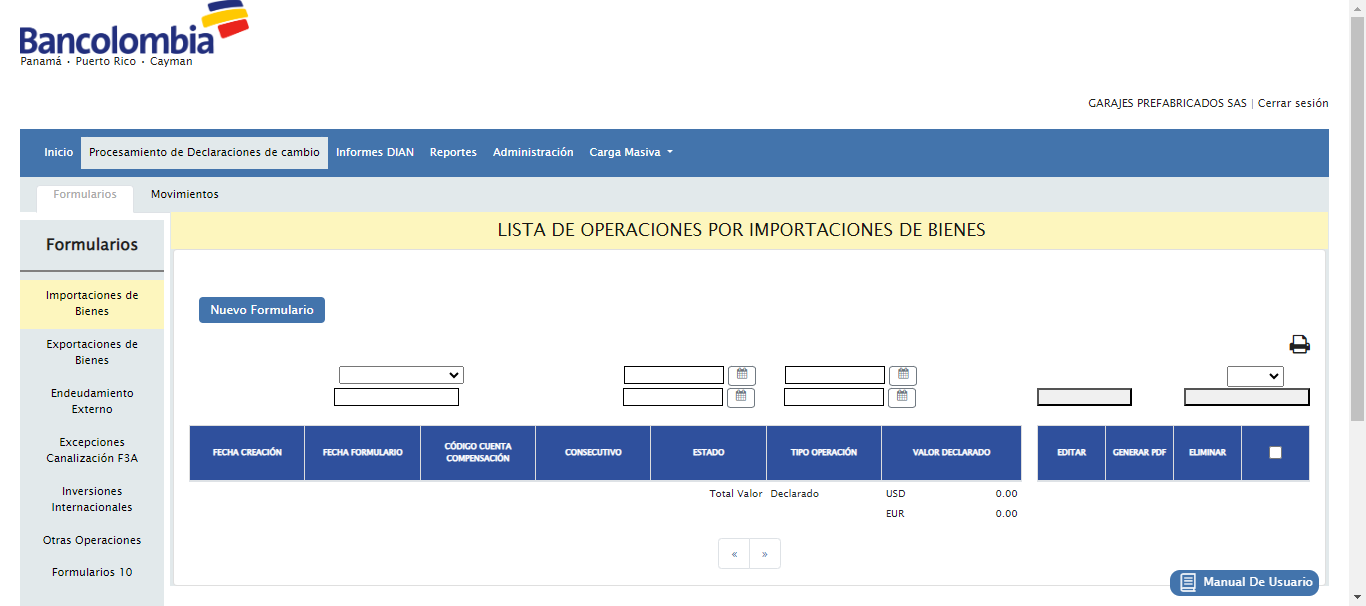 Bancolombia
Panamá • Puerto Rico • Cayman
GARAJES PREFABRICADOS SAS | Cerrar sesión
Inicio Procesamiento de Declaraciones de cambio Informes DIAN Reportes Administración Carga Masiva
Formularios Movimientos
LISTA DE OPERACIONES POR IMPORTACIONES DE BIENES
Formularios
Importaciones de
Bienes
Exportaciones de
Bienes
Endeudamiento
Externo
Excepciones
Canalización F3A
Inversiones
Internacionales
Otras Operaciones
Formularios 10
Nuevo Formulario
FECHA CREACIÓN FECHA FORMULARIO CÓDIGO CUENTA COMPENSACIÓN CONSECUTIVO ESTADO TIPO OPERACIÓN VALOR DECLARADO EDITAR GENERAR PDF ELIMINAR
Total Valor Declarado USD 0.00
EUR 0.00
« »
Manual De Usuario